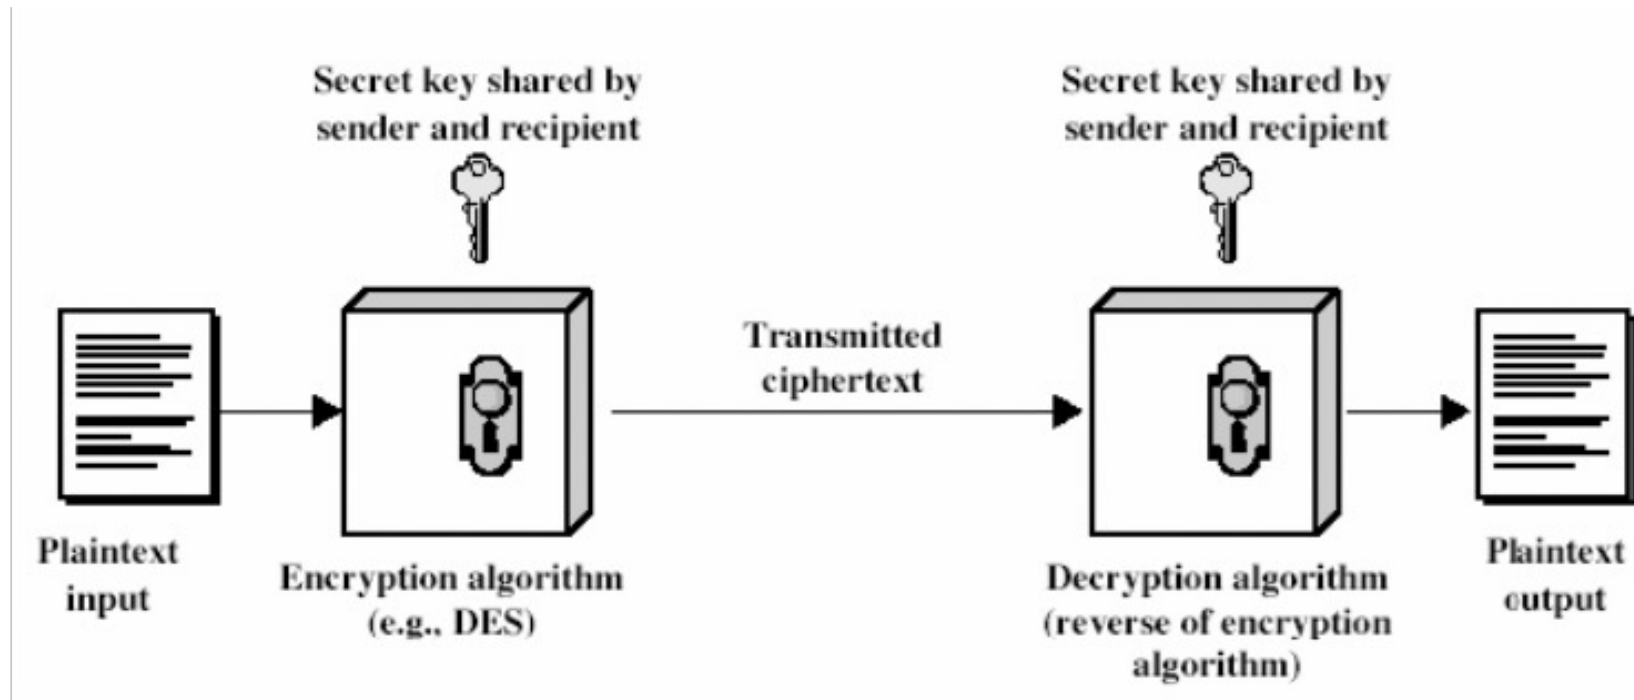 Secret key shared by
sender and recipient
Secret key shared by
sender and recipient
Transmitted
ciphertext
Plaintext
input
Encryption algorithm
(e.g., DES)
Decryption algorithm
(reverse of encryption
algorithm)
Plaintext
output